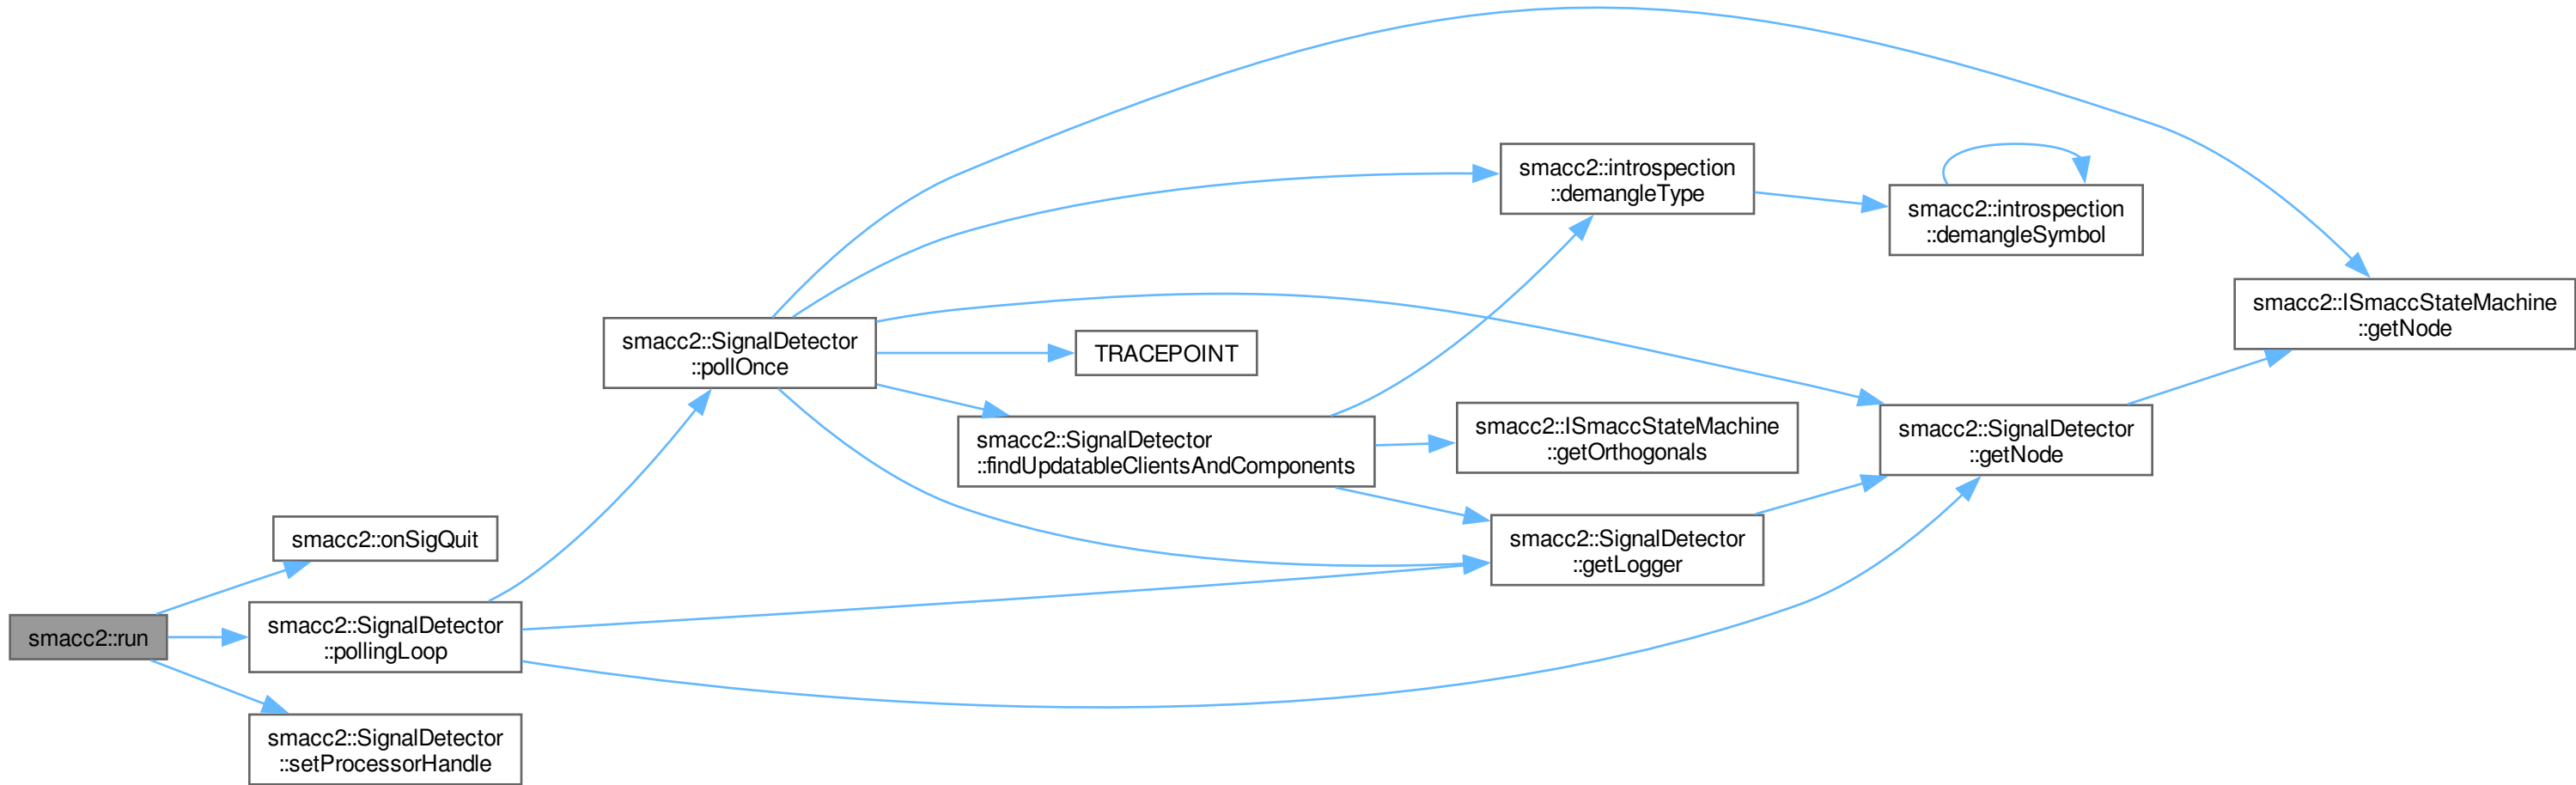 smacc2::run
smacc2::onSigQuit
smacc2::SignalDetector
::pollingLoop
smacc2::SignalDetector
::setProcessorHandle
smacc2::SignalDetector
::pollOnce
TRACEPOINT
smacc2::SignalDetector
::findUpdatableClientsAndComponents
smacc2::introspection
::demangleType
smacc2::ISmaccStateMachine
::getOrthogonals
smacc2::SignalDetector
::getLogger
smacc2::introspection
::demangleSymbol
smacc2::SignalDetector
::getNode
smacc2::ISmaccStateMachine
::getNode